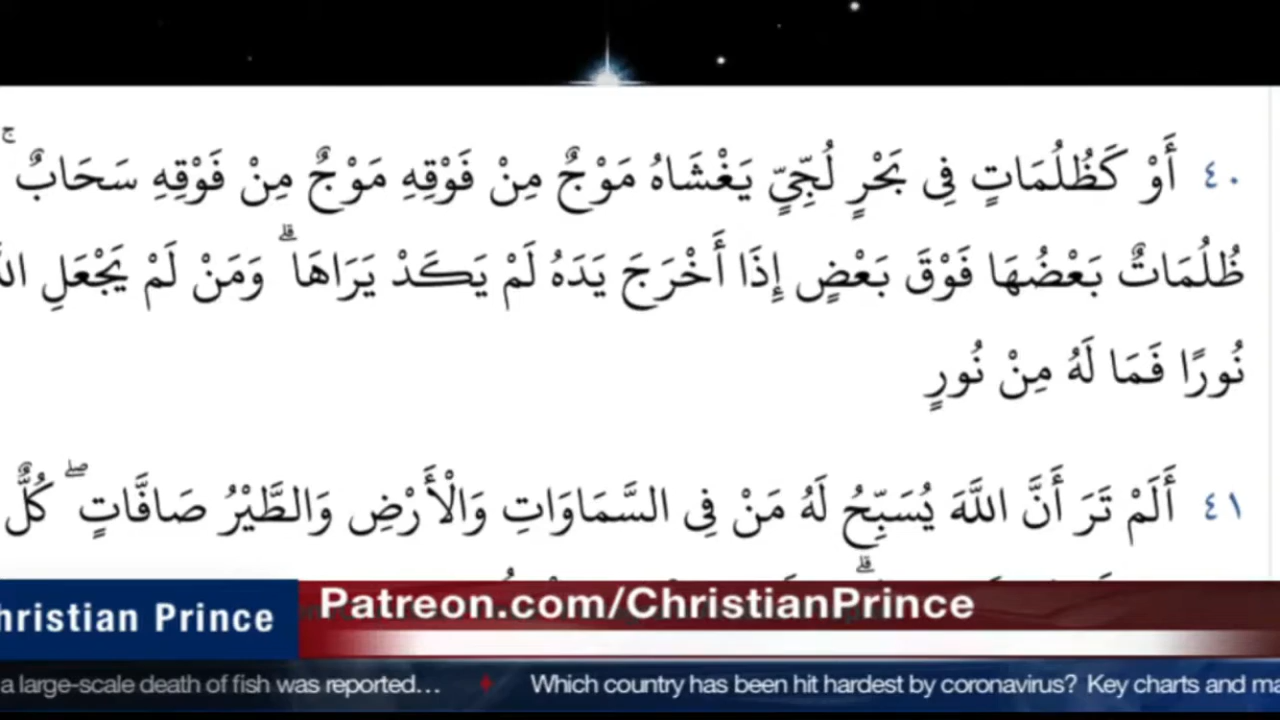 ٤٠ أَوْ كَظُلُمَاتٍ فِى بَحْرٍ لُجِّيٍّ يَغْشَاهُ مَوْجٌ مِنْ فَوْقِهِ مَوْجٌ مِنْ فَوْقِهِ سَحَابٌ ۚ
ظُلُمَاتٌ بَعْضُهَا فَوْقَ بَعْضٍ إِذَا أَخْرَجَ يَدَهُ لَمْ يَكَدْ يَرَاهَا ۗ وَمَنْ لَمْ يَجْعَلِ
نُورًا فَمَا لَهُ مِنْ نُورٍ
٤١ أَلَمْ تَرَ أَنَّ اللَّهَ يُسَبِّحُ لَهُ مَنْ فِى السَّمَاوَاتِ وَالْأَرْضِ وَالطَّيْرُ صَافَّاتٍ ۖ كُلٌّ
hristian Prince
Patreon.com/ChristianPrince
a large-scale death of fish was reported... ♦ Which country has been hit hardest by coronavirus? Key charts and ma